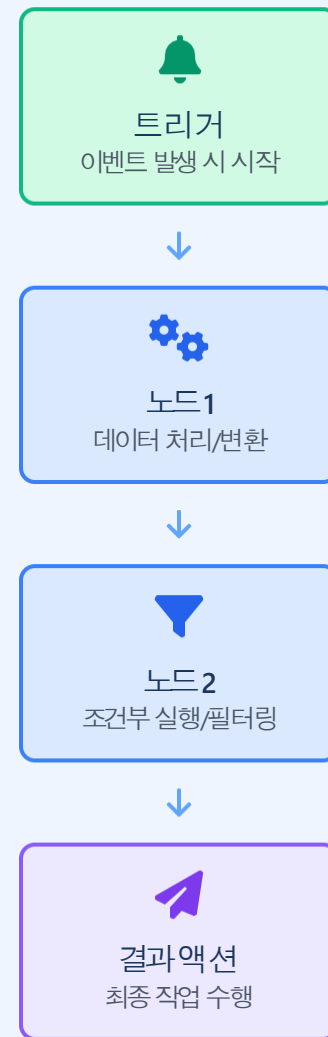 트리거
이벤트 발생 시 시작
노드 1
데이터 처리/변환
노드 2
조건부 실행/필터링
결과 액션
최종 작업 수행